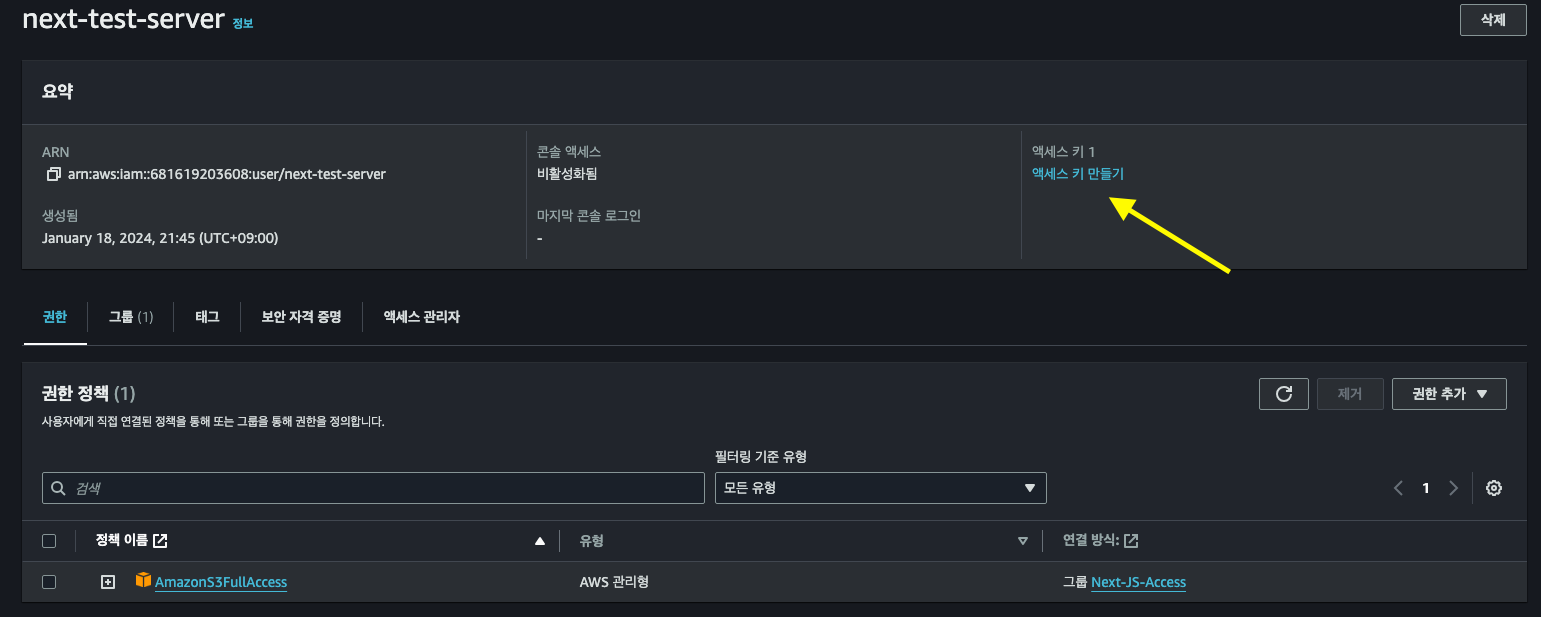 next-test-server 정보
삭제
요약
ARN
arn:aws:iam::681619203608:user/next-test-server
생성됨
January 18, 2024, 21:45 (UTC+09:00)
콘솔 액세스
비활성화됨
마지막 콘솔 로그인
-
액세스 키 1
액세스 키 만들기
권한 그룹 (1) 태그 보안 자격 증명 액세스 관리자
권한 정책 (1)
사용자에게 직접 연결된 정책을 통해 또는 그룹을 통해 권한을 정의합니다.
제거 권한 추가
필터링 기준 유형
검색 모든 유형 1
정책 이름 유형 연결 방식:
AmazonS3FullAccess AWS 관리형 그룹 Next-JS-Access